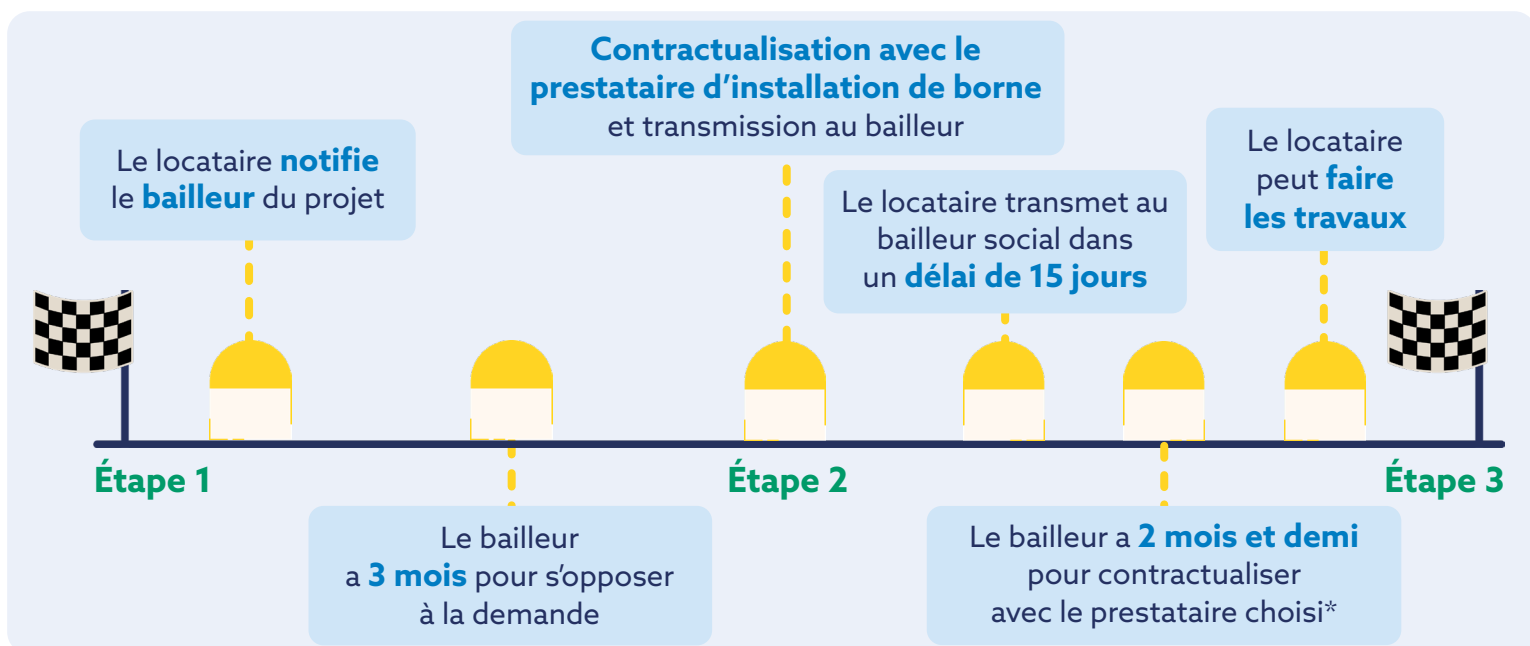 Le locataire notifie
le bailleur du projet
Contractualisation avec le
prestataire d'installation de borne
et transmission au bailleur
Le locataire transmet au
bailleur social dans
un délai de 15 jours
Le locataire
peut faire
les travaux
Étape 1
Étape 2
Étape 3
Le bailleur
a 3 mois pour s'opposer
à la demande
Le bailleur a 2 mois et demi
pour contractualiser
avec le prestataire choisi*